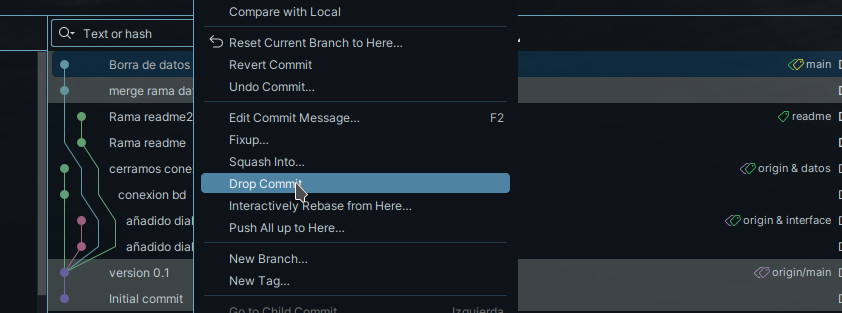 Compare with Local
Text or hash
Reset Current Branch to Here...
Borra de datos
Revert Commit
main
merge rama da
Undo Commit...
Rama readme2
Edit Commit Message...
F2
readme
Rama readme
Fixup...
cerramos cone
Squash Into...
origin & datos
conexion bd
Drop Commit
Interactively Rebase from Here...
añadido dial
Push All up to Here...
origin & interface
añadido dial
New Branch...
version 0.1
New Tag...
origin/main
Initial commit
Go to Child Commit
Izquierda